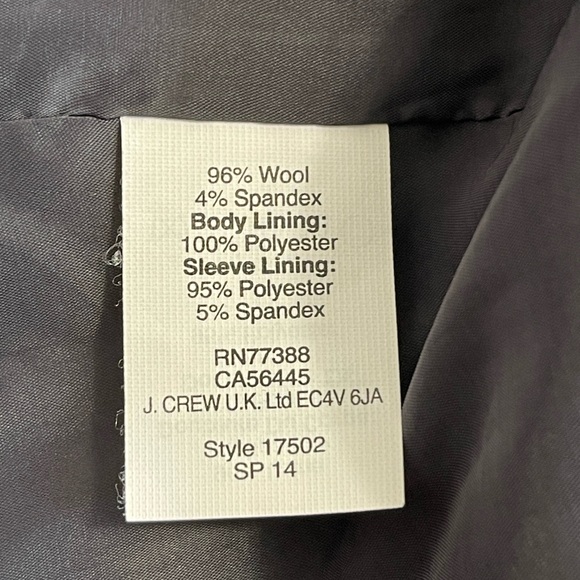 96% Wool
4% Spandex
Body Lining:
100% Polyester
Sleeve Lining:
95% Polyester
5% Spandex
RN77388
CA56445
J. CREW U.K. Ltd EC4V 6JA
Style 17502
SP 14